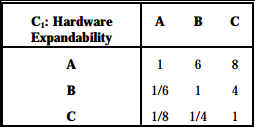 C₁: Hardware Expandability A B C
A 1 6 8
B 1/6 1 4
C 1/8 1/4 1